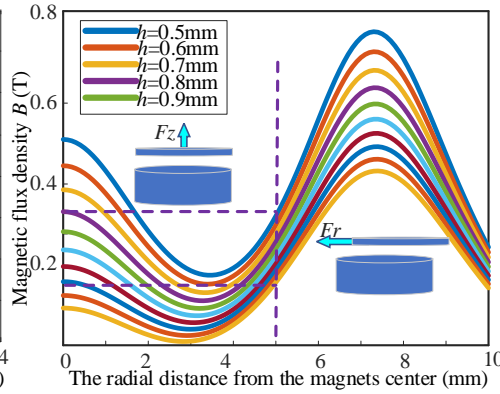 0.8
0.6
0.4
0.2
Magnetic flux density B (T)
h=0.5mm
h=0.6mm
h=0.7mm
h=0.8mm
h=0.9mm
Fz
Fr
4
)
0
2
4
6
8
10
The radial distance from the magnets center (mm)